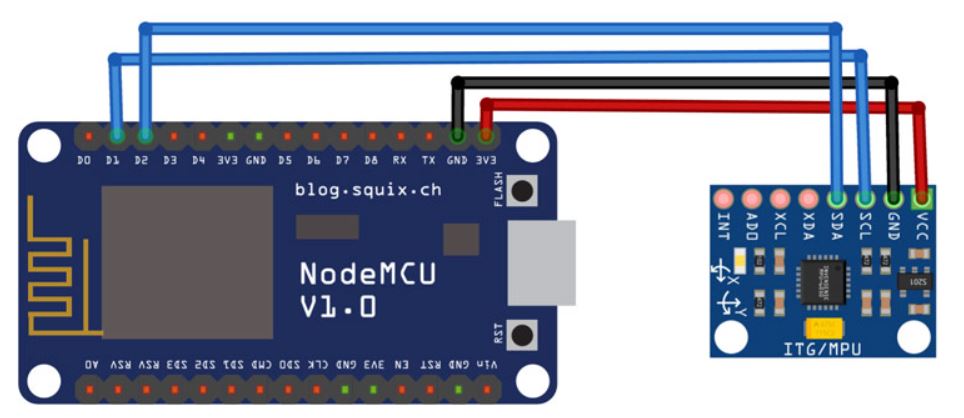 D0 D1 D2 D3 D4 3V3 GND D5 D6 D7 D8 RX TX GND 3V3
blog.squix.ch
FLASH
NodeMCU
V1.0
RST
A0 RSV RSV SD3 SD2 SD1 CMD SD0 CLK GND 3V3 EN RST GND Vin
INT AD0 XCL XDA SDA SCL GND VCC
X
Y
ITG/MPU